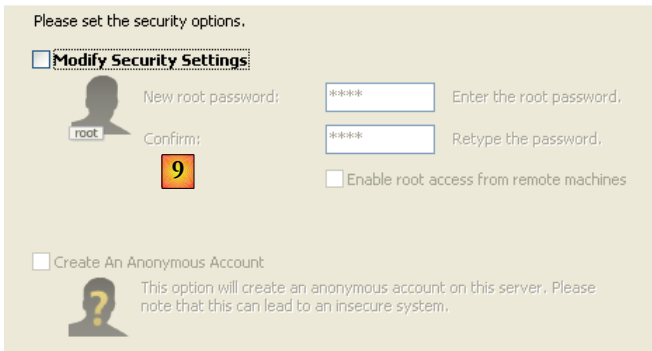 Please set the security options.
Modify Security Settings
New root password: **** Enter the root password.
root
Confirm: **** Retype the password.
9
Enable root access from remote machines
Create An Anonymous Account
This option will create an anonymous account on this server. Please
note that this can lead to an insecure system.
?